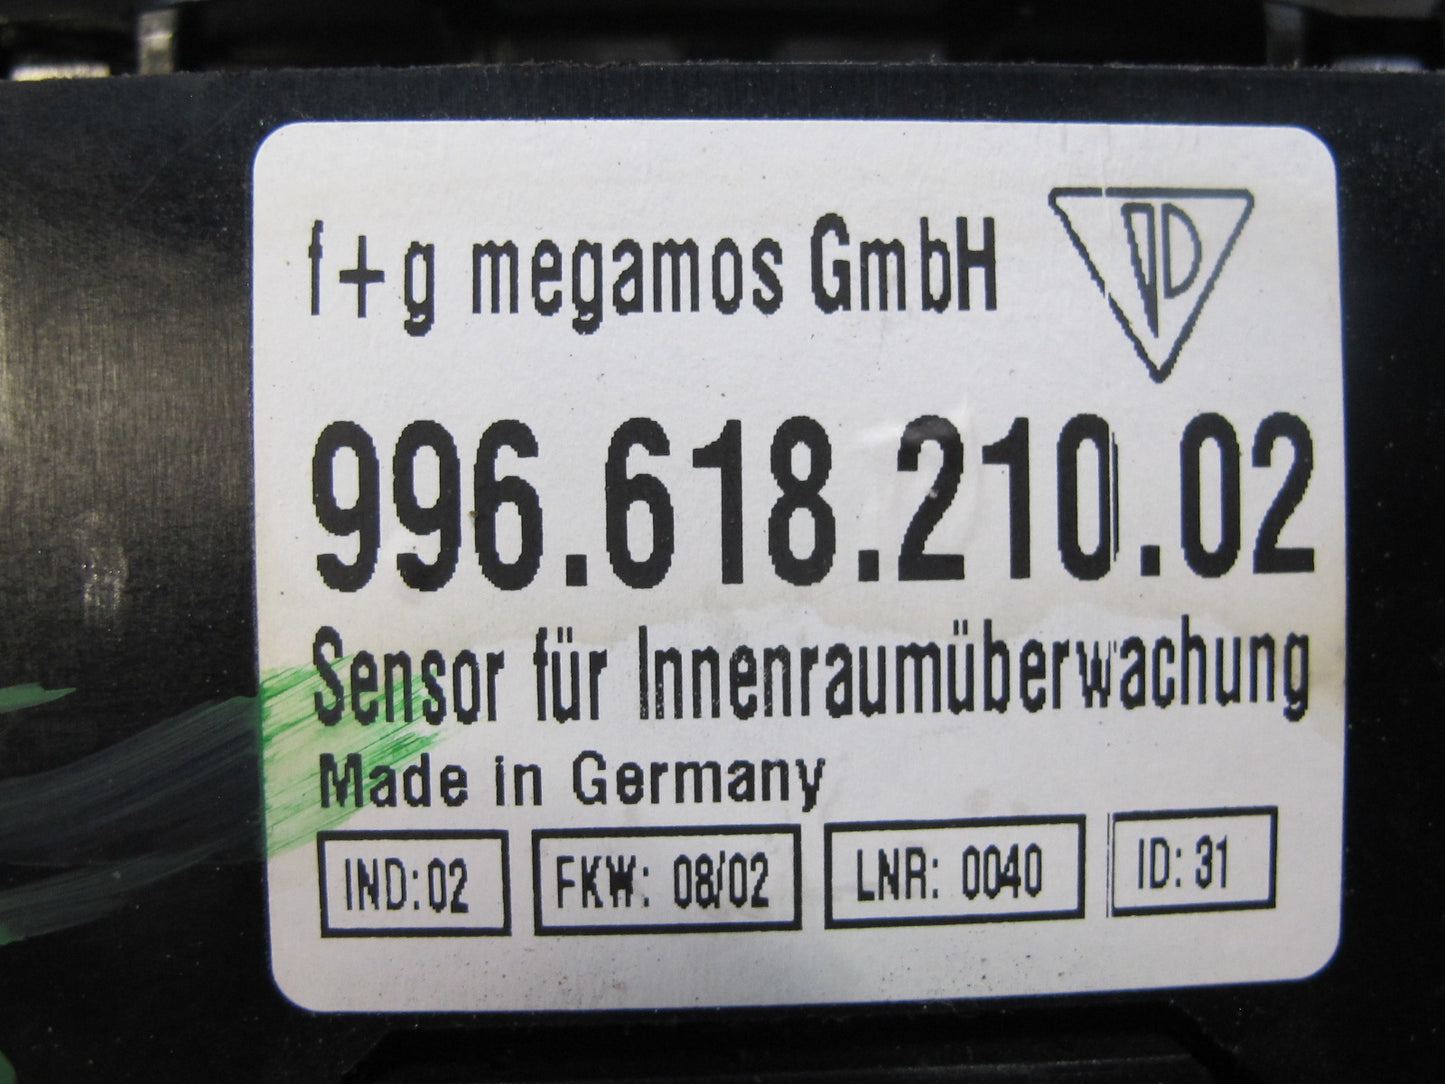 f+g megamos GmbH
996.618.210.02
Sensor für Innenraumüberwachung
Made in Germany
IND:02 FKW: 08/02 LNR: 0040 ID: 31